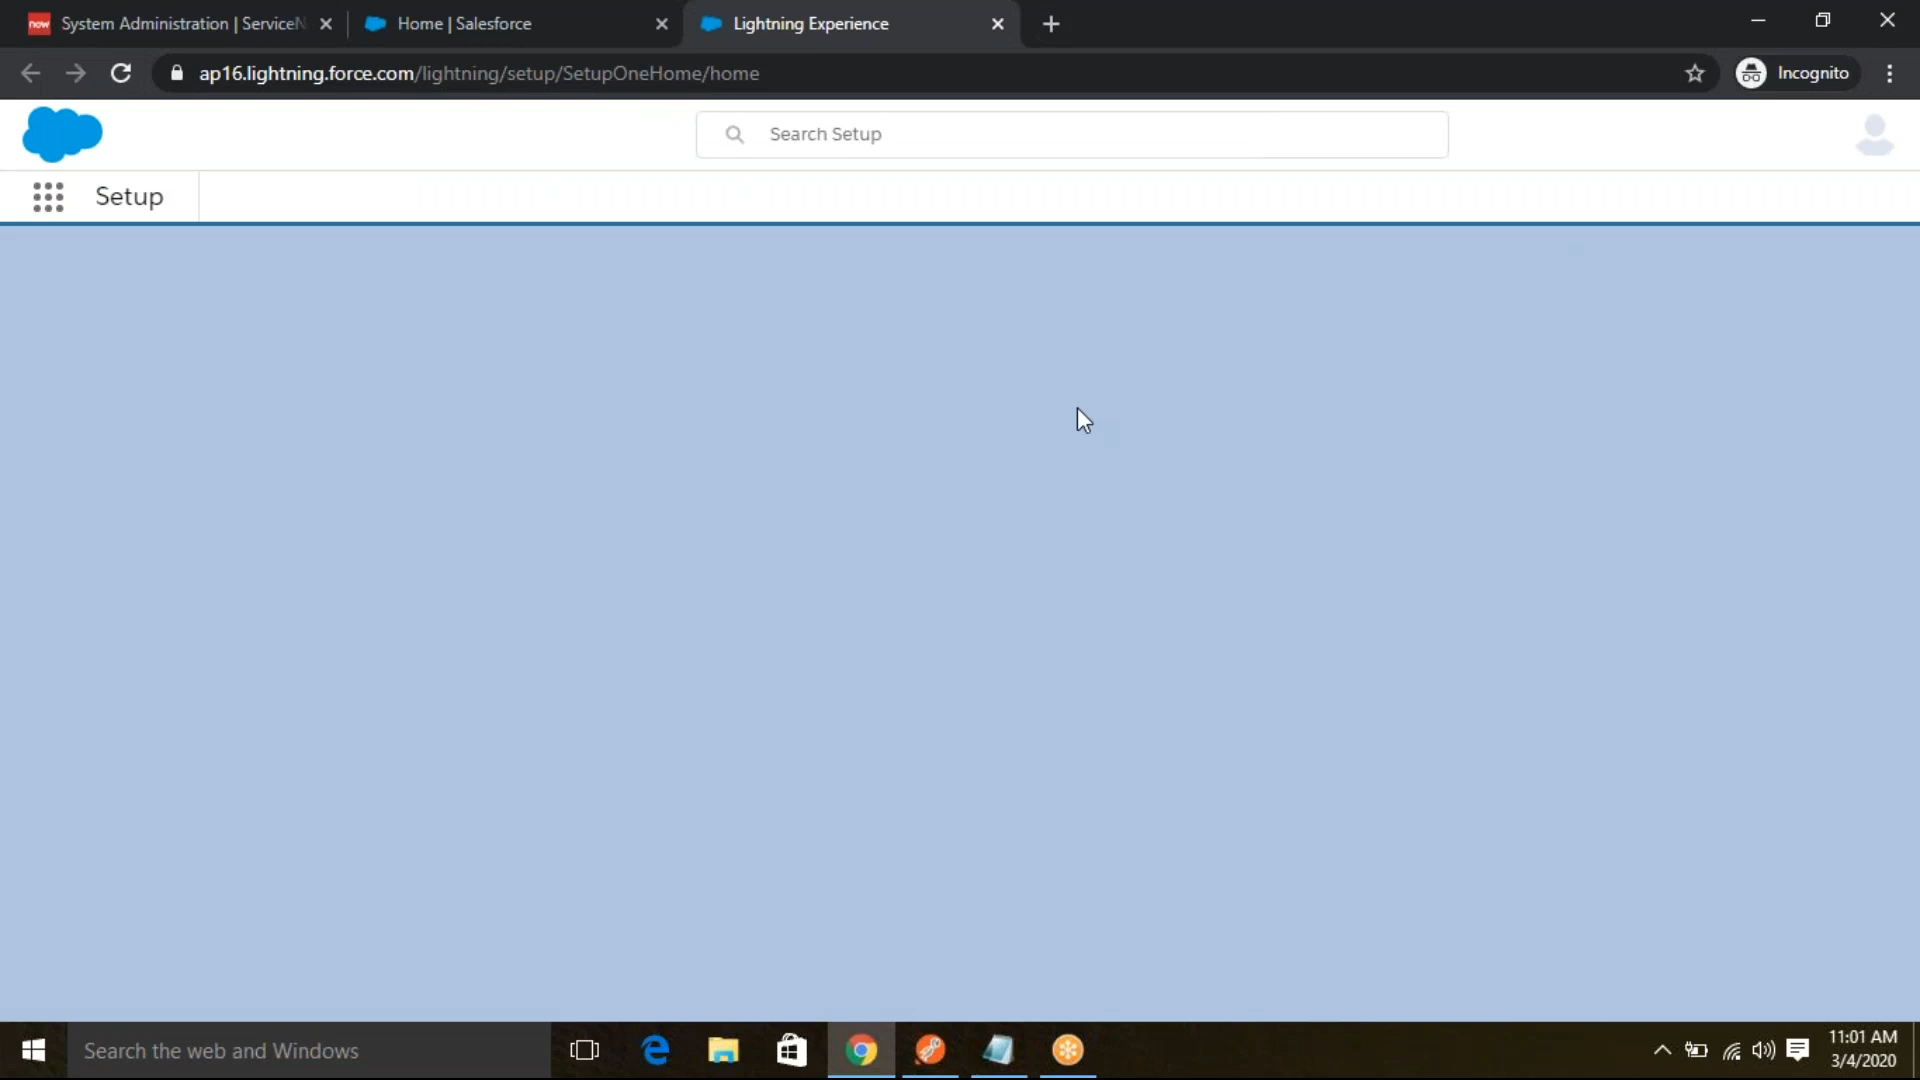 now System Administration | ServiceN
Home | Salesforce
Lightning Experience
ap16.lightning.force.com/lightning/setup/SetupOneHome/home
Incognito
Search Setup
Setup
Search the web and Windows
11:01 AM
3/4/2020